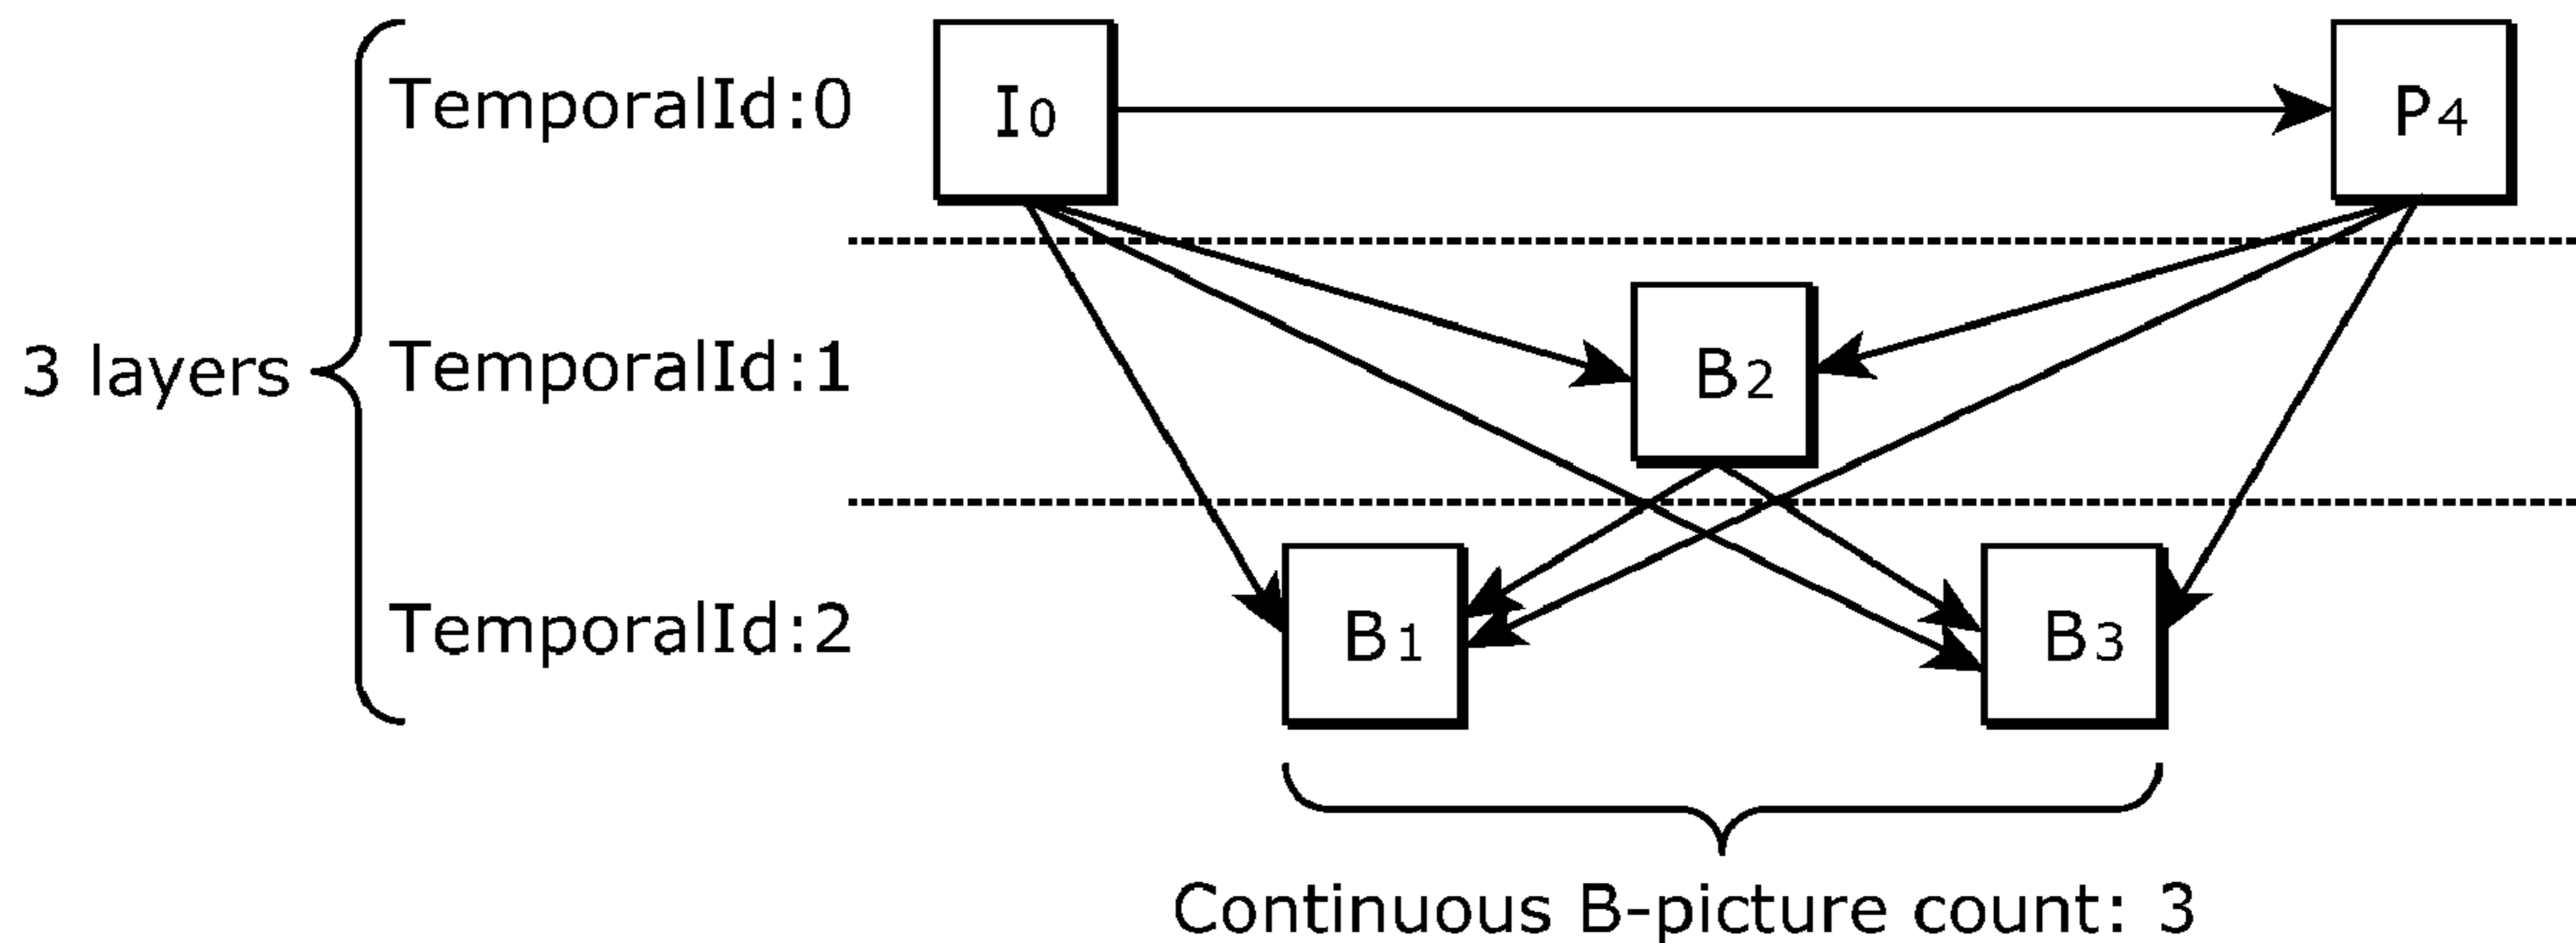 TemporalId:0
I0
P4
3 layers
TemporalId:1
B2
TemporalId:2
B1
B3
Continuous B-picture count: 3